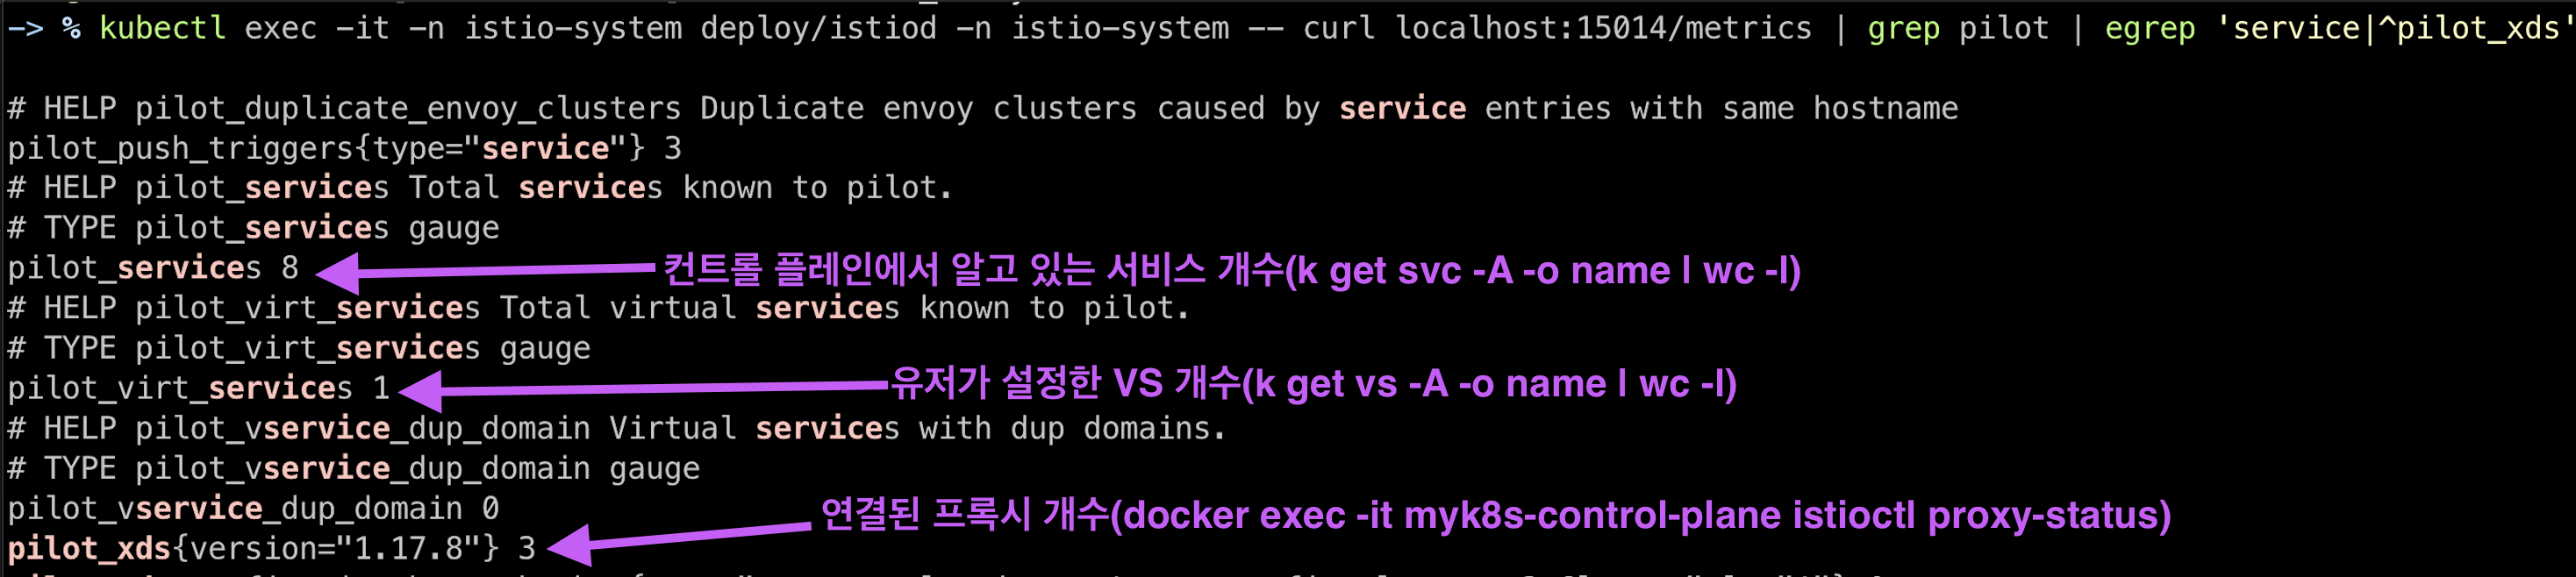 -> % kubectl exec -it -n istio-system deploy/istiod -n istio-system -- curl localhost:15014/metrics | grep pilot | egrep 'service|^pilot_xds'
# HELP pilot_duplicate_envoy_clusters Duplicate envoy clusters caused by service entries with same hostname
pilot_push_triggers{type="service"} 3
# HELP pilot_services Total services known to pilot.
# TYPE pilot_services gauge
pilot_services 8 컨트롤 플레인에서 알고 있는 서비스 개수(k get svc -A -o name | wc -l)
# HELP pilot_virt_services Total virtual services known to pilot.
# TYPE pilot_virt_services gauge
pilot_virt_services 1 유저가 설정한 VS 개수(k get vs -A -o name | wc -l)
# HELP pilot_vservice_dup_domain Virtual services with dup domains.
# TYPE pilot_vservice_dup_domain gauge
pilot_vservice_dup_domain 0
pilot_xds{version="1.17.8"} 3 연결된 프록시 개수(docker exec -it myk8s-control-plane istioctl proxy-status)